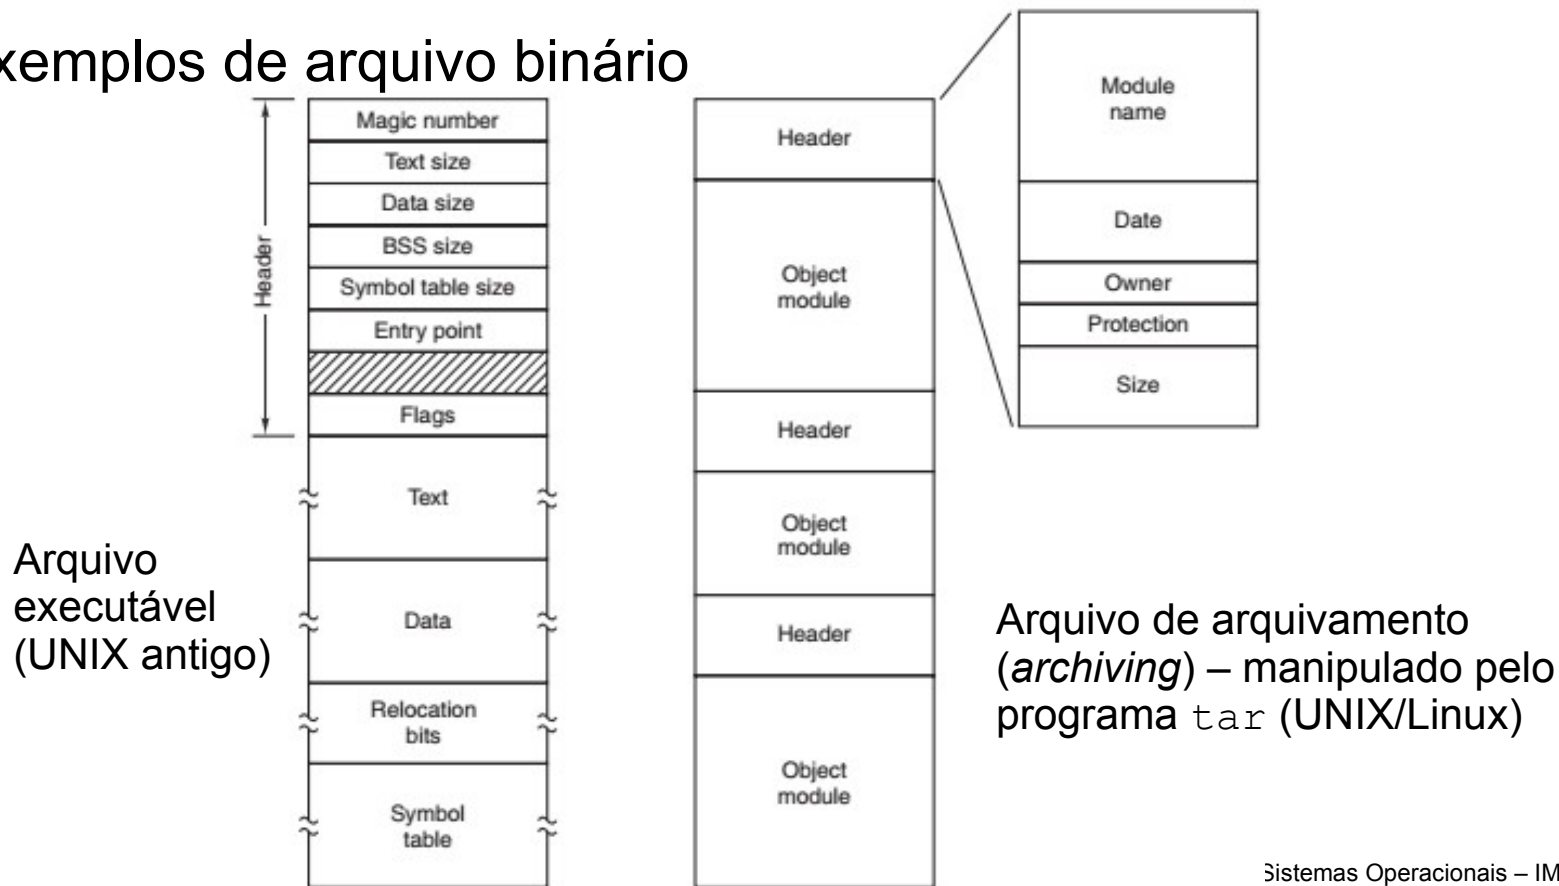 xemplos de arquivo binário
Header
Magic number
Text size
Data size
BSS size
Symbol table size
Entry point
Flags
Text
Data
Relocation
bits
Symbol
table
Arquivo
executável
(UNIX antigo)
Header
Object
module
Header
Object
module
Header
Object
module
Module
name
Date
Owner
Protection
Size
Arquivo de arquivamento
(archiving) – manipulado pelo
programa tar (UNIX/Linux)
Sistemas Operacionais – IM